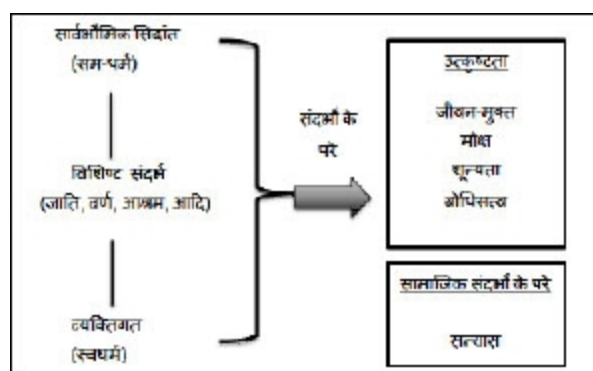 सार्वभौमिक सिद्धांत
(सम-धर्म)
विशिष्ट संदर्भ
(जाति, वर्ण, आश्रम, आदि)
व्यक्तिगत
(स्वधर्म)
संदर्भों के
परे
उत्कृष्टता
जीवन-मुक्त
मोक्ष
शून्यता
बोधिसत्व
सामाजिक संदर्भों के परे
सन्यास